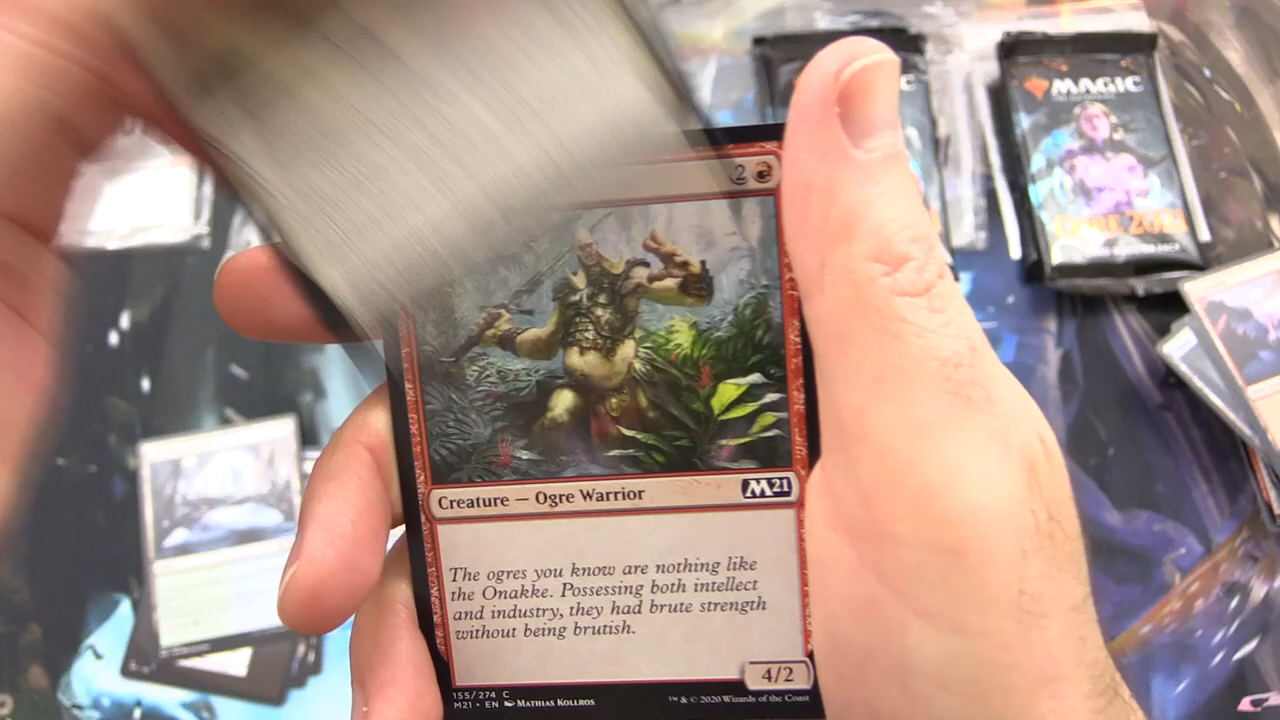 MAGIC
CORE 2021
2
Creature — Ogre Warrior
M21
The ogres you know are nothing like
the Onakke. Possessing both intellect
and industry, they had brute strength
without being brutish.
4/2
155/274 C
M21 • EN Mathias Kollros
™ & © 2020 Wizards of the Coast